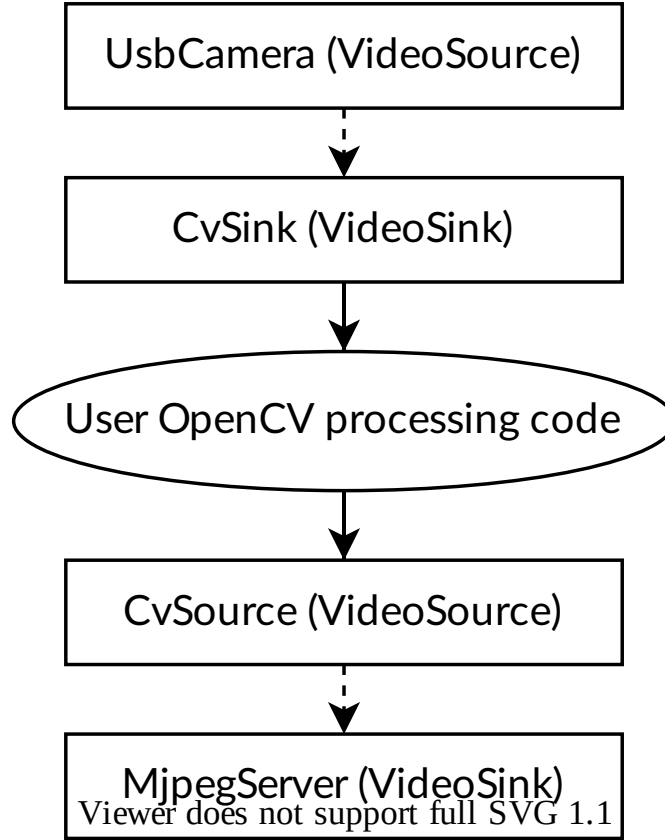 UsbCamera (VideoSource)
CvSink (VideoSink)
User OpenCV processing code
CvSource (VideoSource)
MjpegServer (VideoSink)
Viewer does not support full SVG 1.1